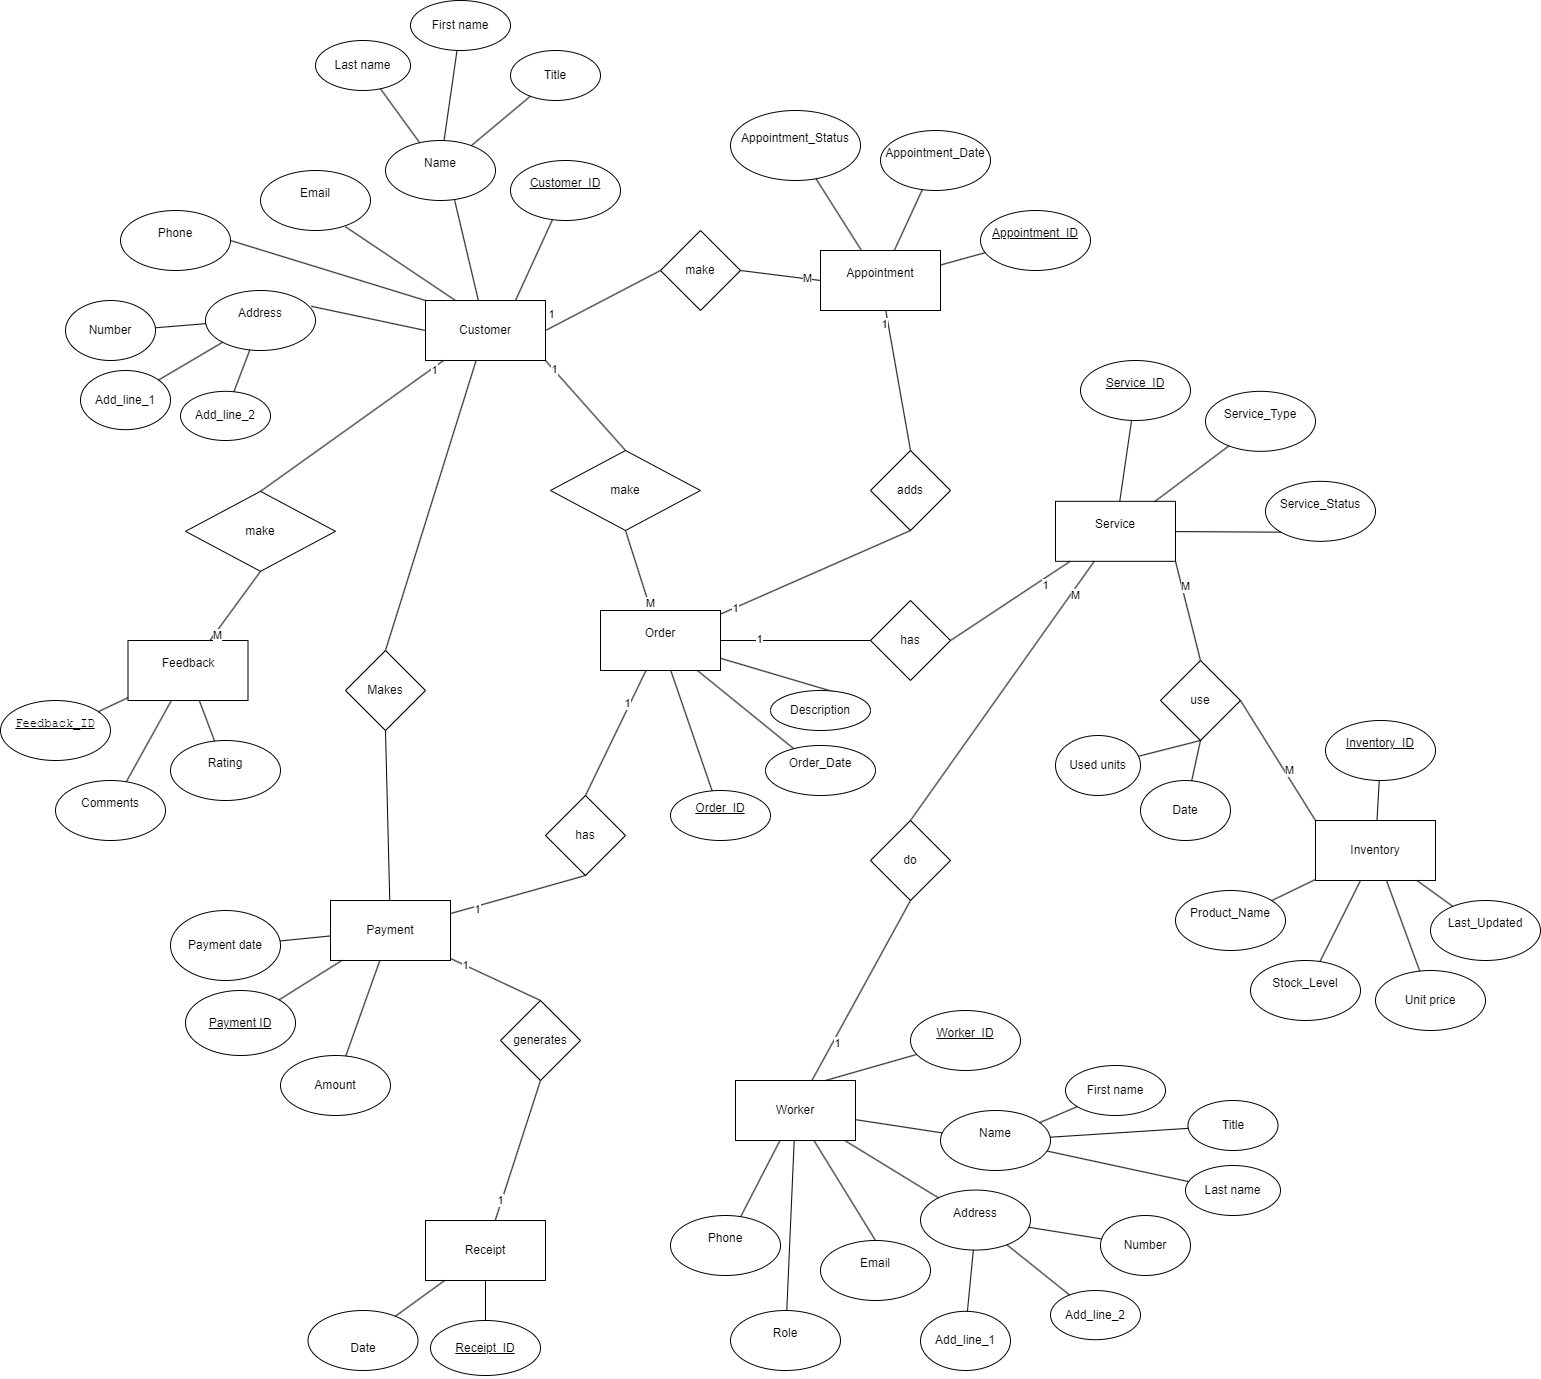 First name
Last name
Title
Name
Appointment_Status
Appointment_Date
Email
Customer_ID
Phone
Appointment_ID
make
Appointment
M
Number
Address
Customer
1
1
Add_line_1
Add_line_2
1
1
Service_ID
Service_Type
make
make
adds
Service_Status
Service
1
M
M
M
1
M
Order
1
has
Feedback
Makes
use
Feedback_ID
1
Description
Rating
Order_Date
Used units
M
Inventory_ID
Comments
Order_ID
Date
has
do
Inventory
1
Payment
Payment date
1
Product_Name
Last_Updated
Stock_Level
Unit price
Payment ID
generates
1
Worker_ID
Amount
Worker
First name
Name
Title
Last name
1
Receipt
Phone
Email
Address
Number
Date
Receipt_ID
Role
Add_line_1
Add_line_2